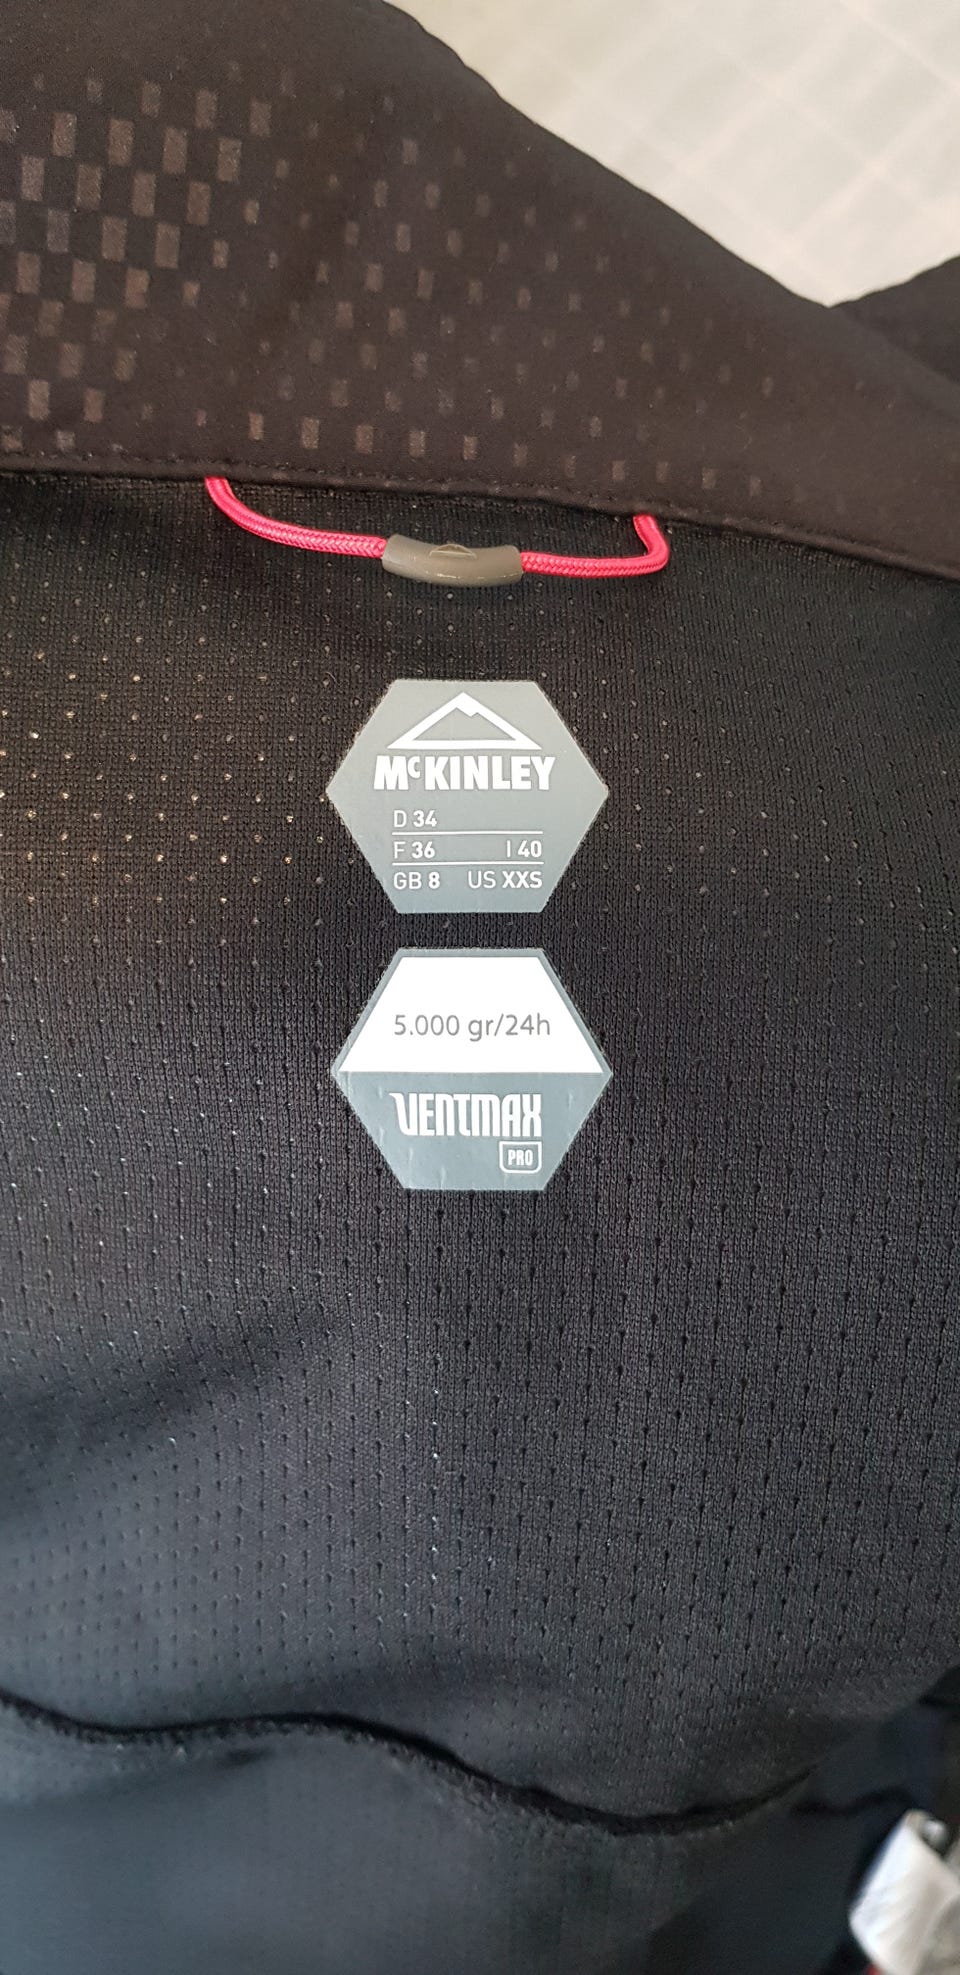 McKINLEY
D 34
F 36 I 40
GB 8 US XXS
5.000 gr/24h
VENTMAX
PRO